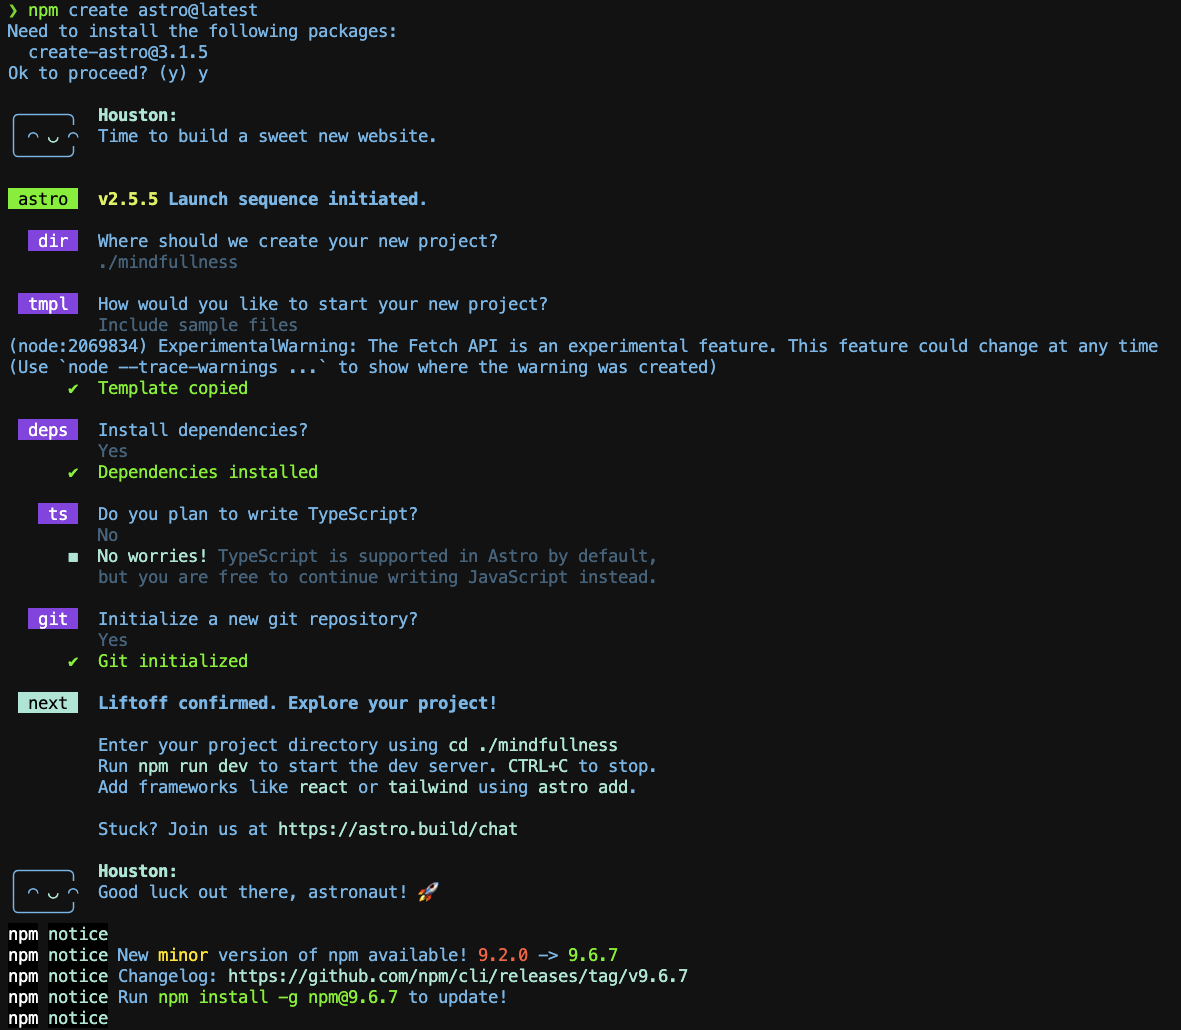 ❯ npm create astro@latest
Need to install the following packages:
  create-astro@3.1.5
Ok to proceed? (y) y
Houston:
Time to build a sweet new website.
astro v2.5.5 Launch sequence initiated.
dir Where should we create your new project?
./mindfullness
tmpl How would you like to start your new project?
Include sample files
(node:2069834) ExperimentalWarning: The Fetch API is an experimental feature. This feature could change at any time
(Use `node --trace-warnings ...` to show where the warning was created)
✔ Template copied
deps Install dependencies?
Yes
✔ Dependencies installed
ts Do you plan to write TypeScript?
No
■ No worries! TypeScript is supported in Astro by default,
but you are free to continue writing JavaScript instead.
git Initialize a new git repository?
Yes
✔ Git initialized
next Liftoff confirmed. Explore your project!
Enter your project directory using cd ./mindfullness
Run npm run dev to start the dev server. CTRL+C to stop.
Add frameworks like react or tailwind using astro add.
Stuck? Join us at https://astro.build/chat
Houston:
Good luck out there, astronaut! 🚀
npm notice
npm notice New minor version of npm available! 9.2.0 -> 9.6.7
npm notice Changelog: https://github.com/npm/cli/releases/tag/v9.6.7
npm notice Run npm install -g npm@9.6.7 to update!
npm notice